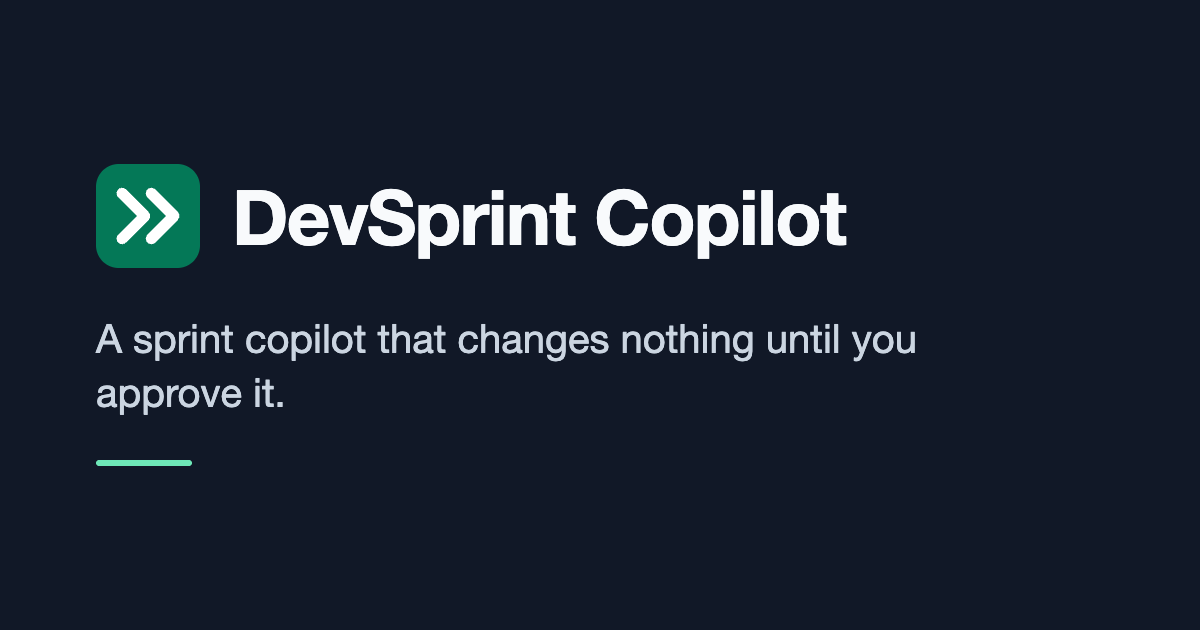 DevSprint Copilot
A sprint copilot that changes nothing until you
approve it.